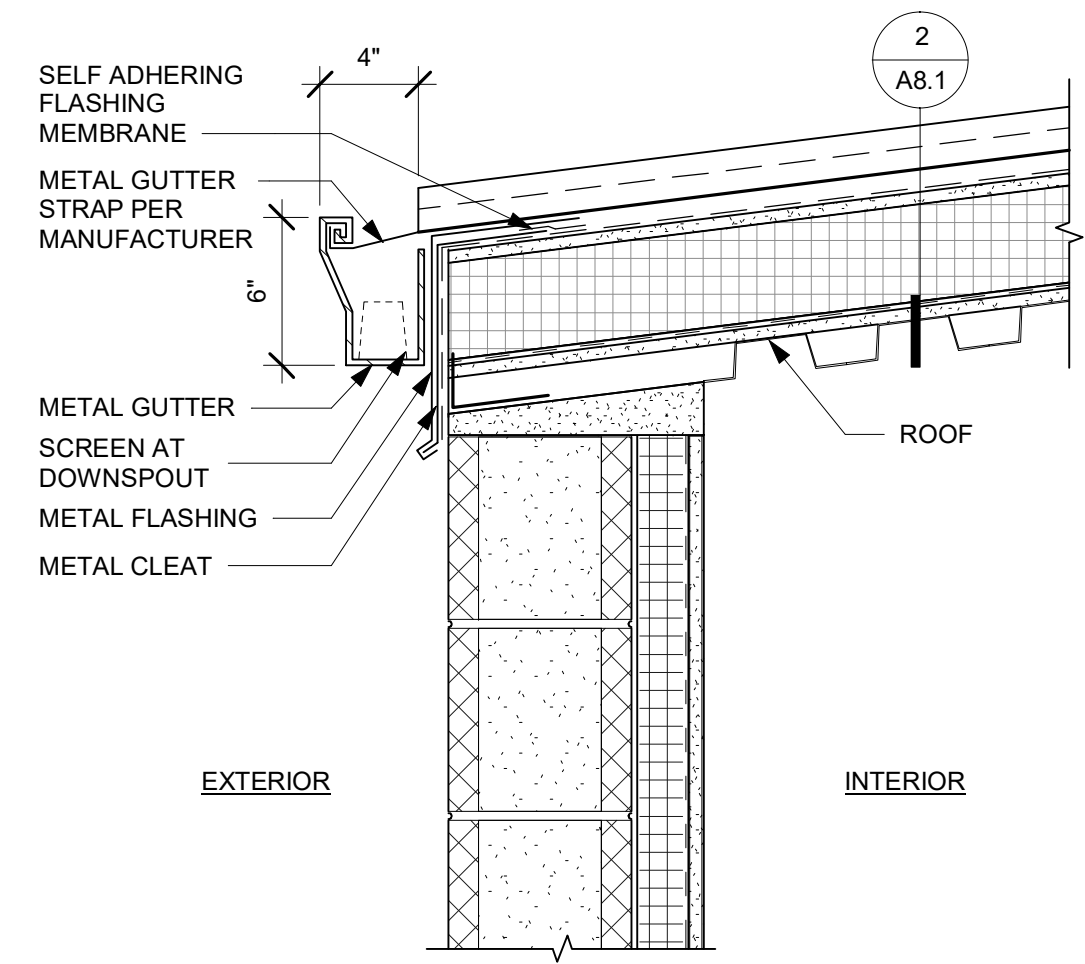 2
A8.1
4"
SELF ADHERING
FLASHING
MEMBRANE
METAL GUTTER
STRAP PER
MANUFACTURER
6"
METAL GUTTER
SCREEN AT
DOWNSPOUT
METAL FLASHING
METAL CLEAT
ROOF
EXTERIOR
INTERIOR